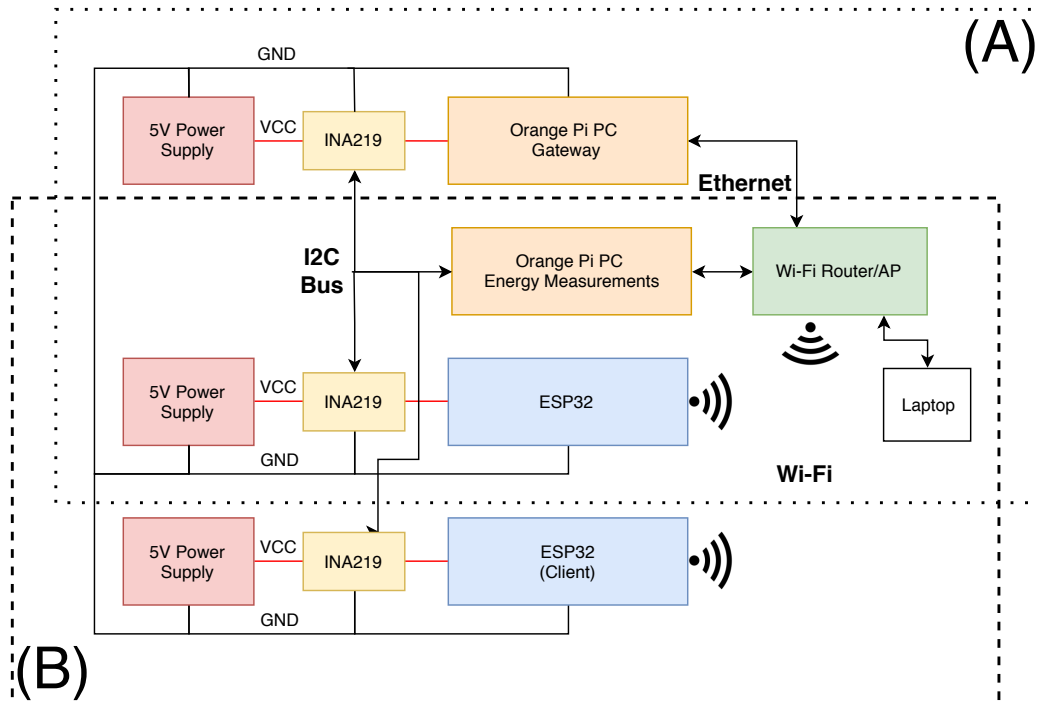 (A)
GND
5V Power
Supply
VCC
INA219
Orange Pi PC
Gateway
Ethernet
I2C
Bus
Orange Pi PC
Energy Measurements
Wi-Fi Router/AP
5V Power
Supply
VCC
INA219
ESP32
Laptop
GND
Wi-Fi
5V Power
Supply
VCC
INA219
ESP32
(Client)
GND
(B)